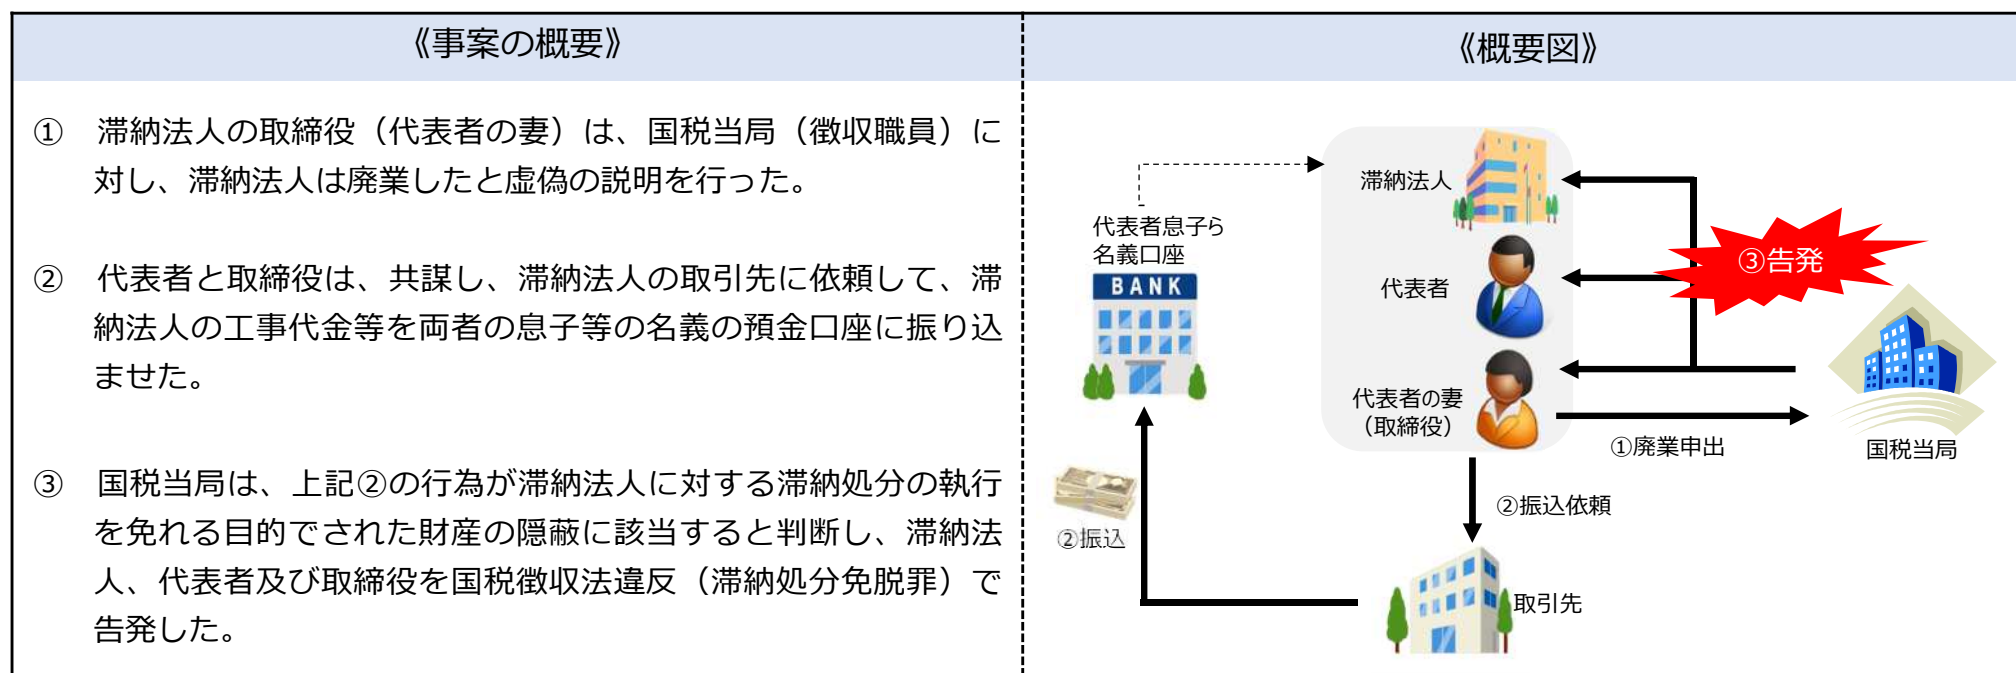 《事案の概要》
① 滞納法人の取締役（代表者の妻）は、国税当局（徴収職員）に
対し、滞納法人は廃業したと虚偽の説明を行った。
② 代表者と取締役は、共謀し、滞納法人の取引先に依頼して、滞
納法人の工事代金等を両者の息子等の名義の預金口座に振り込
ませた。
③ 国税当局は、上記②の行為が滞納法人に対する滞納処分の執行
を免れる目的でされた財産の隠蔽に該当すると判断し、滞納法
人、代表者及び取締役を国税徴収法違反（滞納処分免脱罪）で
告発した。
《概要図》
滞納法人
代表者息子ら
名義口座
BANK
③告発
代表者
代表者の妻
（取締役）
①廃業申出
国税当局
②振込依頼
②振込
取引先